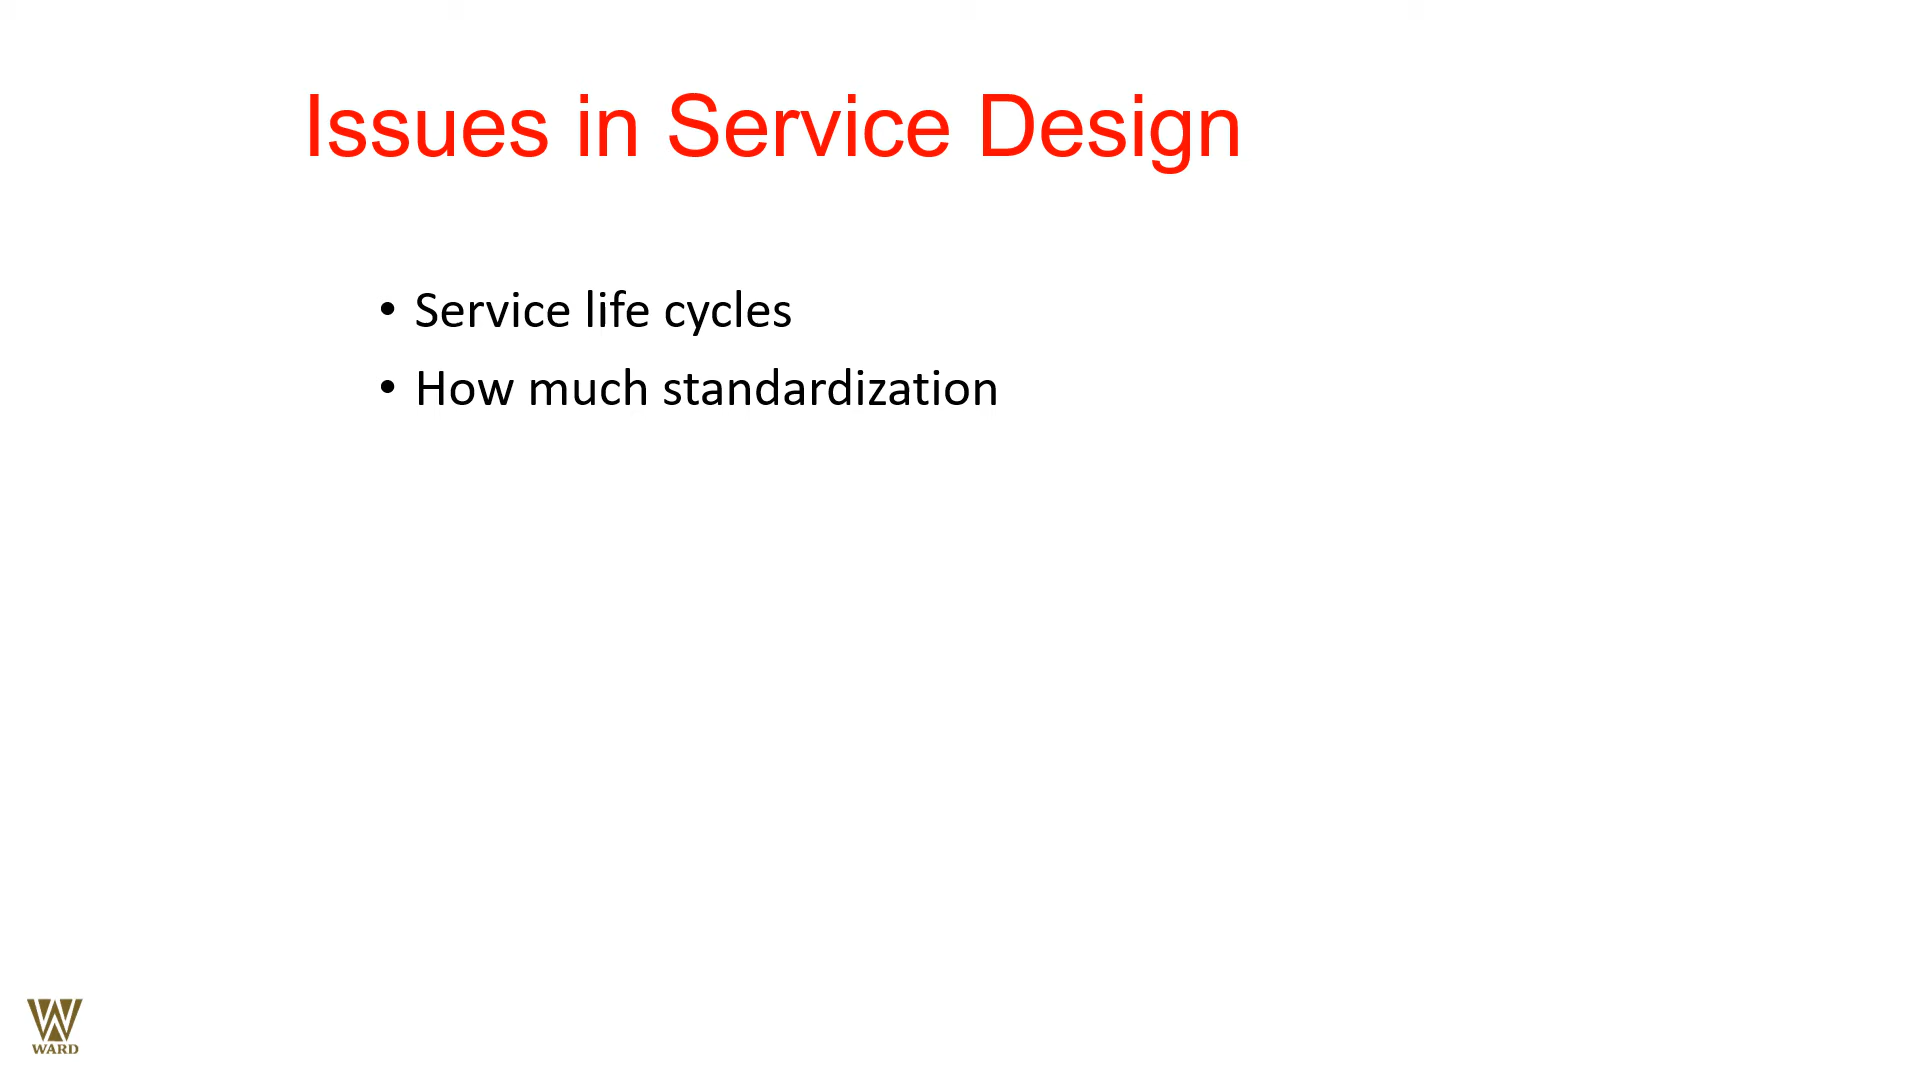 Issues in Service Design
• Service life cycles
• How much standardization
WARD